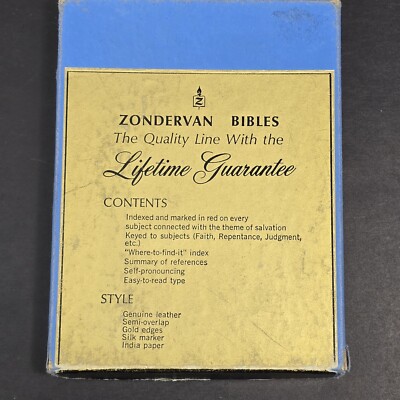 Z
ZONDERVAN BIBLES
The Quality Line With the
Lifetime Guarantee
CONTENTS
Indexed and marked in red on every
subject connected with the theme of salvation
Keyed to subjects (Faith, Repentance, Judgment,
etc.)
"Where-to-find-it" index
Summary of references
Self-pronouncing
Easy-to-read type
STYLE
Genuine leather
Semi-overlap
Gold edges
Silk marker
India paper